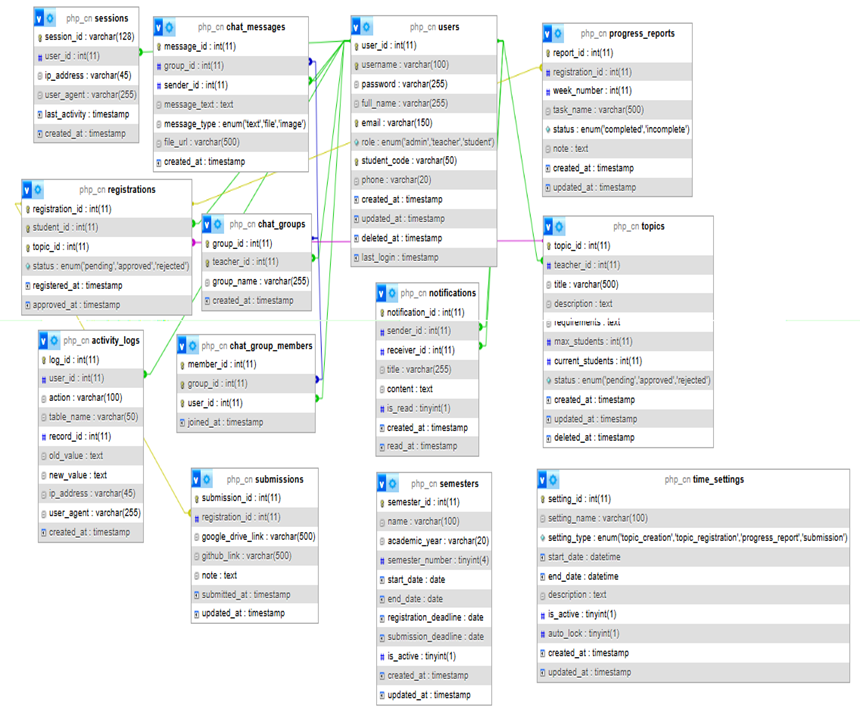 php_cn sessions
session_id : varchar(128)
user_id : int(11)
ip_address : varchar(45)
user_agent : varchar(255)
last_activity : timestamp
created_at : timestamp
php_cn chat_messages
message_id : int(11)
group_id : int(11)
sender_id : int(11)
message_text : text
message_type : enum('text','file','image')
file_url : varchar(500)
created_at : timestamp
php_cn users
user_id : int(11)
username : varchar(100)
password : varchar(255)
full_name : varchar(255)
email : varchar(150)
role : enum('admin','teacher','student')
student_code : varchar(50)
phone : varchar(20)
created_at : timestamp
updated_at : timestamp
deleted_at : timestamp
last_login : timestamp
php_cn progress_reports
report_id : int(11)
registration_id : int(11)
week_number : int(11)
task_name : varchar(500)
status : enum('completed','incomplete')
note : text
created_at : timestamp
updated_at : timestamp
php_cn registrations
registration_id : int(11)
student_id : int(11)
topic_id : int(11)
status : enum('pending','approved','rejected')
registered_at : timestamp
approved_at : timestamp
php_cn chat_groups
group_id : int(11)
teacher_id : int(11)
group_name : varchar(255)
created_at : timestamp
php_cn topics
topic_id : int(11)
teacher_id : int(11)
title : varchar(500)
description : text
requirements : text
max_students : int(11)
current_students : int(11)
status : enum('pending','approved','rejected')
created_at : timestamp
updated_at : timestamp
deleted_at : timestamp
php_cn notifications
notification_id : int(11)
sender_id : int(11)
receiver_id : int(11)
title : varchar(255)
content : text
is_read : tinyint(1)
created_at : timestamp
read_at : timestamp
php_cn activity_logs
log_id : int(11)
user_id : int(11)
action : varchar(100)
table_name : varchar(50)
record_id : int(11)
old_value : text
new_value : text
ip_address : varchar(45)
user_agent : varchar(255)
created_at : timestamp
php_cn chat_group_members
member_id : int(11)
group_id : int(11)
user_id : int(11)
joined_at : timestamp
php_cn submissions
submission_id : int(11)
registration_id : int(11)
google_drive_link : varchar(500)
github_link : varchar(500)
note : text
submitted_at : timestamp
updated_at : timestamp
php_cn semesters
semester_id : int(11)
name : varchar(100)
academic_year : varchar(20)
semester_number : tinyint(4)
start_date : date
end_date : date
registration_deadline : date
submission_deadline : date
is_active : tinyint(1)
created_at : timestamp
updated_at : timestamp
php_cn time_settings
setting_id : int(11)
setting_name : varchar(100)
setting_type : enum('topic_creation','topic_registration','progress_report','submission')
start_date : datetime
end_date : datetime
description : text
is_active : tinyint(1)
auto_lock : tinyint(1)
created_at : timestamp
updated_at : timestamp